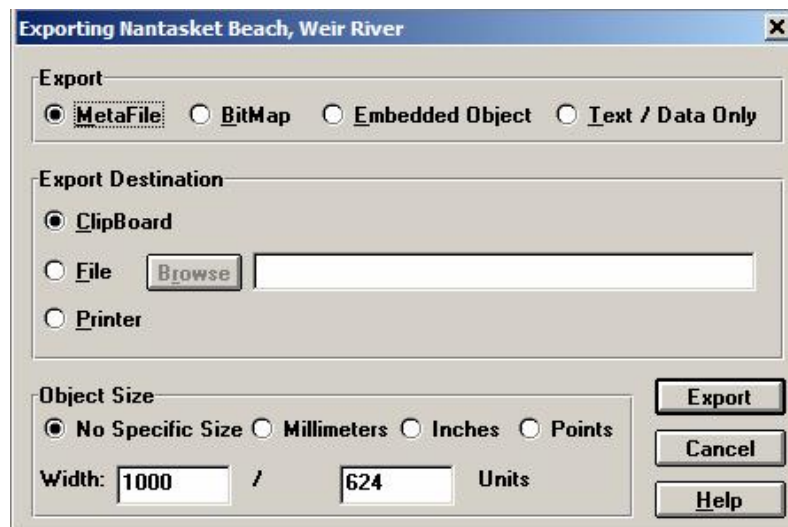 Exporting Nantasket Beach, Weir River
Export
MetaFile BitMap Embedded Object Text / Data Only
Export Destination
ClipBoard
File Browse
Printer
Object Size
No Specific Size Millimeters Inches Points
Width: 1000 / 624 Units
Export
Cancel
Help